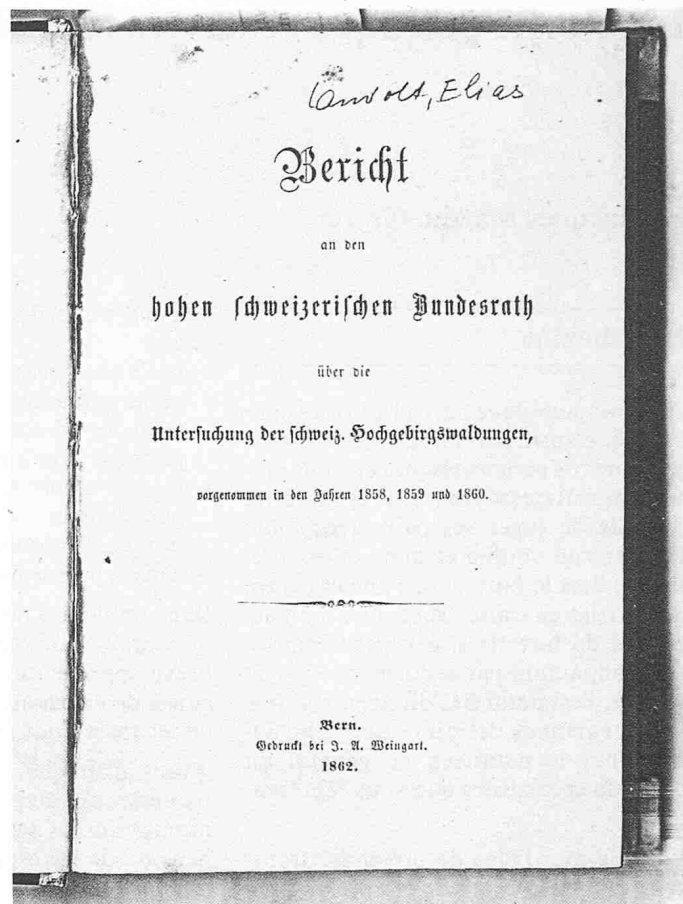 Landolt, Elias
Bericht
an den
hohen schweizerischen Bundesrath
über die
Untersuchung der schweiz. Hochgebirgswaldungen,
vorgenommen in den Jahren 1858, 1859 und 1860.
Bern.
Gedruckt bei J. A. Weingart.
1862.